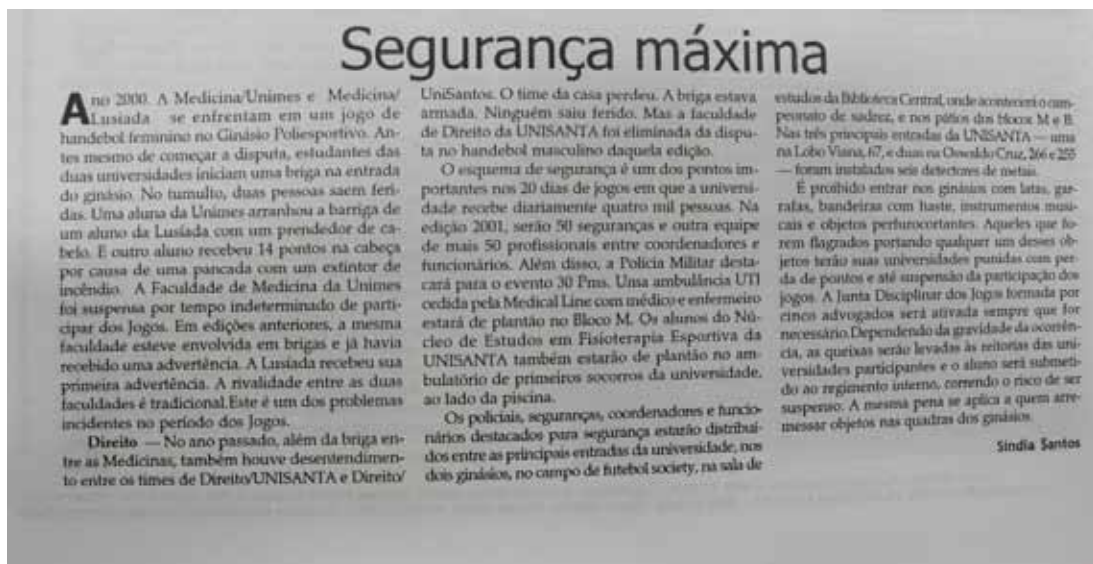 Segurança máxima
Ano 2000. A Medicina/Unimes e Medicina/
Lusíada se enfrentam em um jogo de
handebol feminino no Ginásio Poliesportivo. An-
tes mesmo de começar a disputa, estudantes das
duas universidades iniciam uma briga na entrada
do ginásio. No tumulto, duas pessoas saem feri-
das. Uma aluna da Unimes arranhou a barriga de
um aluno da Lusíada com um prendedor de ca-
belo. E outro aluno recebeu 14 pontos na cabeça
por causa de uma pancada com um extintor de
incêndio. A Faculdade de Medicina da Unimes
foi suspensa por tempo indeterminado de parti-
cipar dos Jogos. Em edições anteriores, a mesma
faculdade esteve envolvida em brigas e já havia
recebido uma advertência. A Lusíada recebeu sua
primeira advertência. A rivalidade entre as duas
faculdades é tradicional.Este é um dos problemas
incidentes no período dos Jogos.
Direito — No ano passado, além da briga en-
tre as Medicinas, também houve desentendimen-
to entre os times de Direito/UNISANTA e Direito/
UniSantos. O time da casa perdeu. A briga estava
armada. Ninguém saiu ferido. Mas a faculdade
de Direito da UNISANTA foi eliminada da dispu-
ta no handebol masculino daquela edição.
O esquema de segurança é um dos pontos im-
portantes nos 20 dias de jogos em que a universi-
dade recebe diariamente quatro mil pessoas. Na
edição 2001, serão 50 seguranças e outra equipe
de mais 50 profissionais entre coordenadores e
funcionários. Além disso, a Polícia Militar desta-
cará para o evento 30 Pms. Uma ambulância UTI
cedida pela Medical Line com médico e enfermeiro
estará de plantão no Bloco M. Os alunos do Nú-
cleo de Estudos em Fisioterapia Esportiva da
UNISANTA também estarão de plantão no am-
bulatório de primeiros socorros da universidade,
ao lado da piscina.
Os policiais, seguranças, coordenadores e funcio-
nários destacados para segurança estarão distribuí-
dos entre as principais entradas da universidade, nos
dois ginásios, no campo de futebol society, na sala de
estudos da Biblioteca Central, onde acontecerá o cam-
peonato de xadrez, e nos pátios dos blocos M e B.
Nas três principais entradas da UNISANTA — uma
na Lobo Viana, 67, e duas na Oswaldo Cruz, 266 e 255
— foram instalados seis detectores de metais.
É proibido entrar nos ginásios com latas, gar-
rafas, bandeiras com haste, instrumentos musi-
cais e objetos perfurocortantes. Aqueles que fo-
rem flagrados portando qualquer um desses ob-
jetos terão suas universidades punidas com per-
da de pontos e até suspensão da participação dos
jogos. A Junta Disciplinar dos Jogos formada por
cinco advogados será ativada sempre que for
necessário.Dependendo da gravidade da ocorrên-
cia, as queixas serão levadas às reitorias das uni-
versidades participantes e o aluno será submeti-
do ao regimento interno, correndo o risco de ser
suspenso. A mesma pena se aplica a quem arre-
messar objetos nas quadras dos ginásios.
Sindia Santos